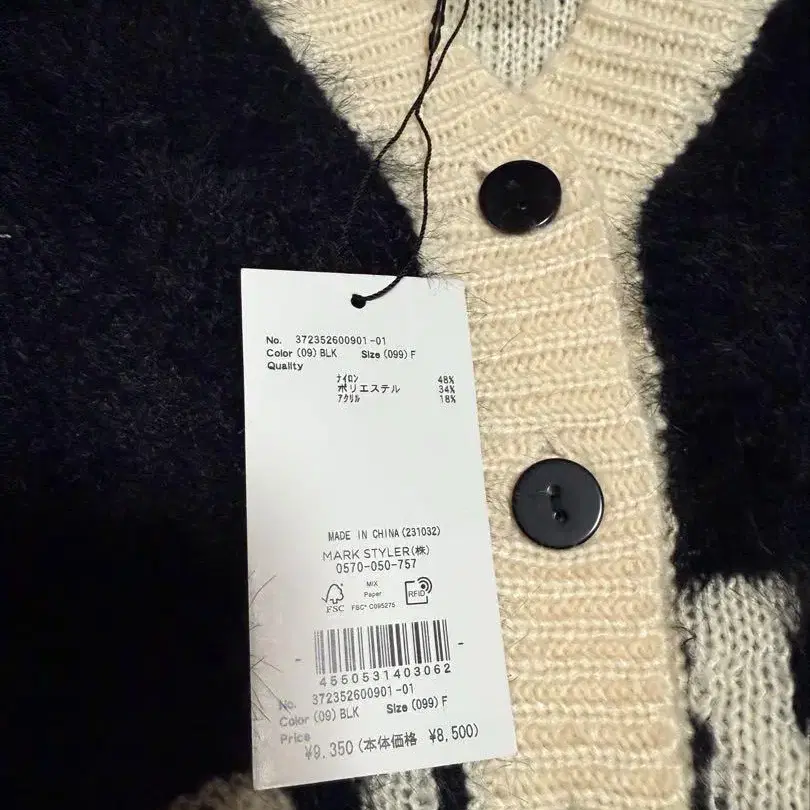 No. 372352600901-01
Color (09) BLK Size (099) F
Quality
ナイロン 48%
ポリエステル 34%
アクリル 18%
MADE IN CHINA (231032)
MARK STYLER(株)
0570-050-757
FSC
MIX
Paper
FSC® C095275
RFID
4550531403062
No. 372352600901-01
Color (09) BLK Size (099) F
Price
¥9,350 (本体価格 ¥8,500)